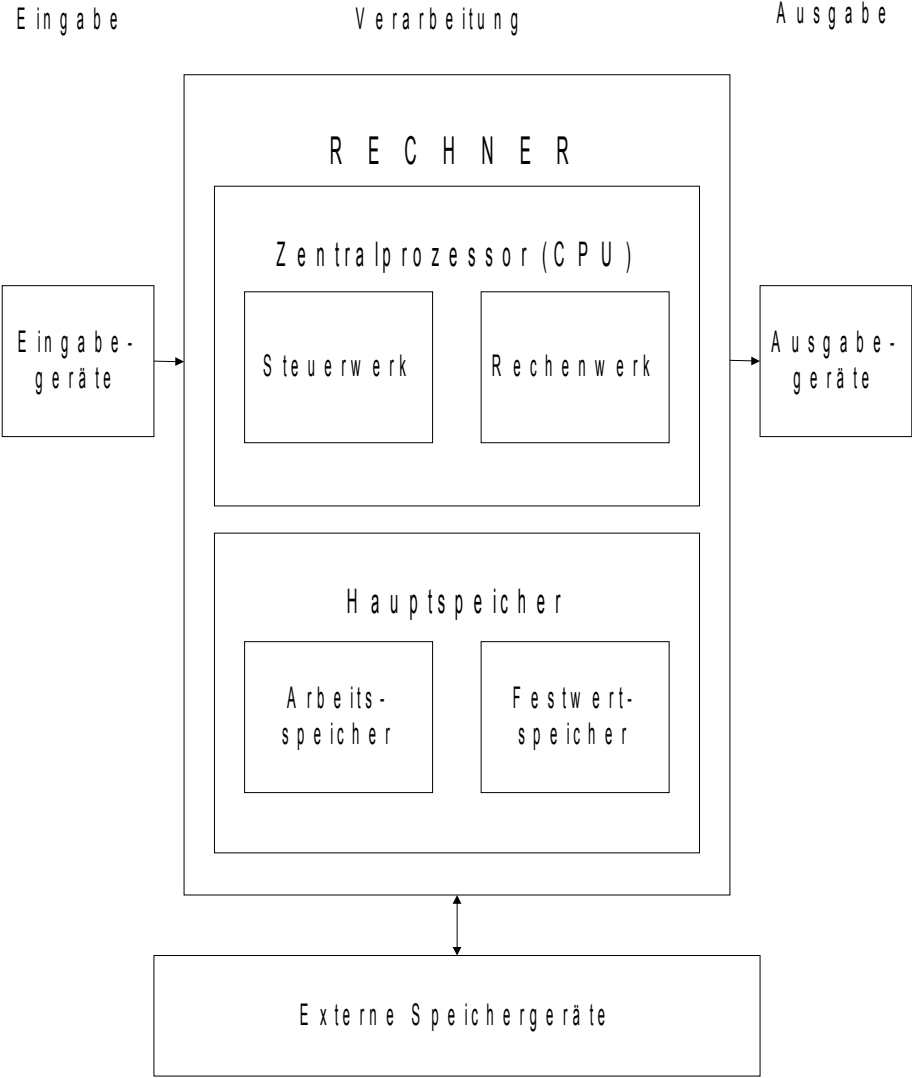 Eingabe Verarbeitung Ausgabe
RECHNER
Zentralprozessor (CPU)
Eingabe-
geräte
Steuerwerk
Rechenwerk
Ausgabe-
geräte
Hauptspeicher
Arbeits-
speicher
Festwert-
speicher
Externe Speichergeräte